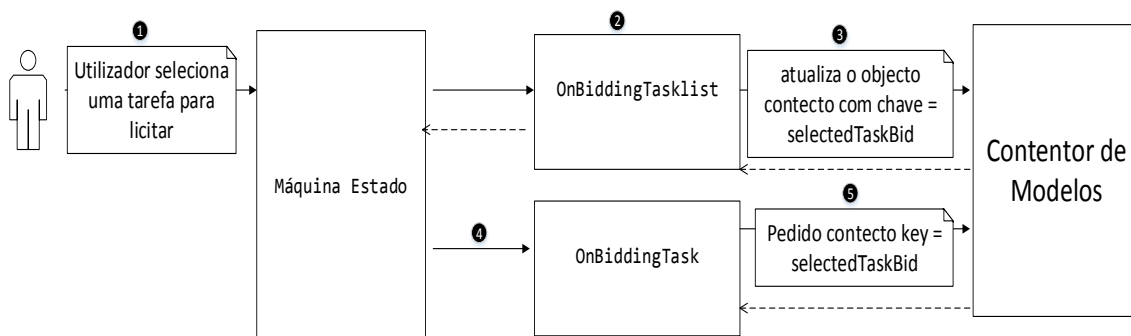 1
Utilizador seleciona
uma tarefa para
licitar
Máquina Estado
2
OnBiddingTasklist
3
atualiza o objecto
contecto com chave =
selectedTaskBid
4
OnBiddingTask
5
Pedido contecto key =
selectedTaskBid
Contentor de
Modelos